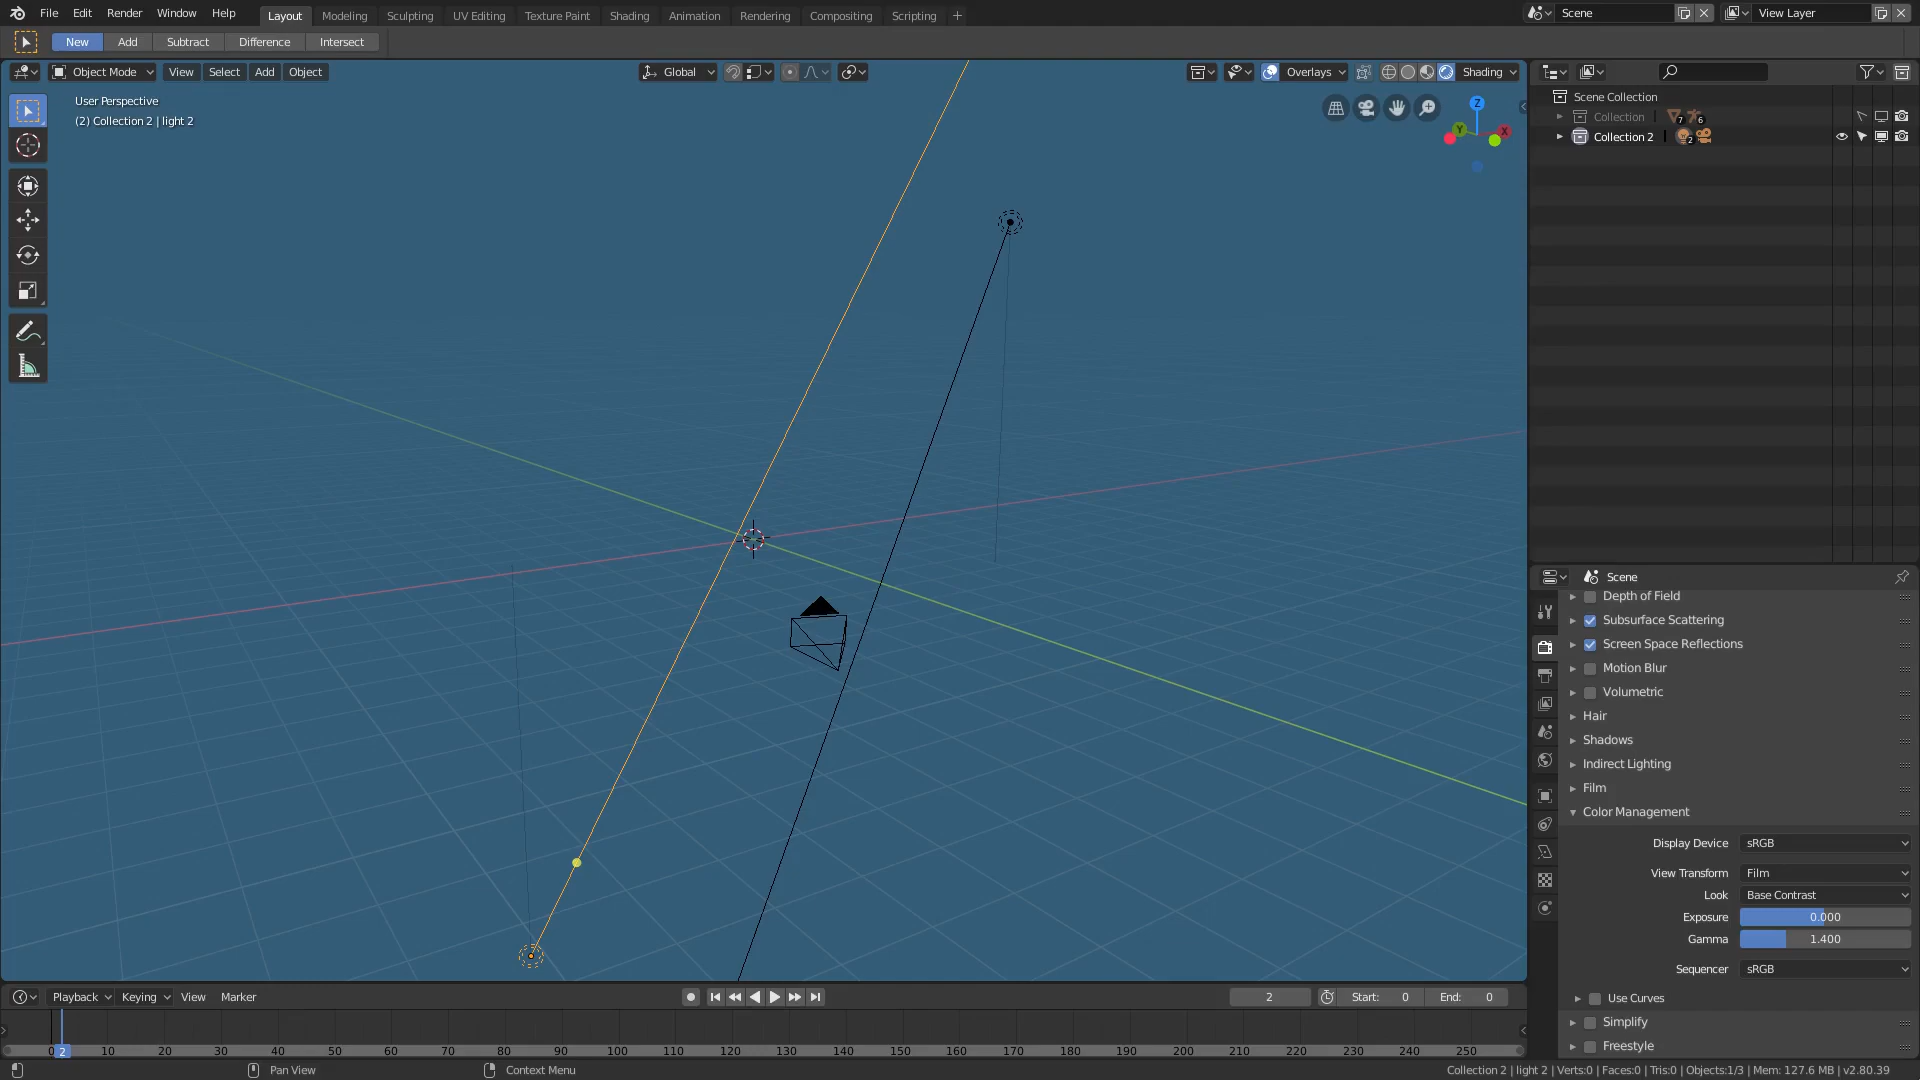 File Edit Render Window Help Layout Modeling Sculpting UV Editing Texture Paint Shading Animation Rendering Compositing Scripting + Scene View Layer
New Add Subtract Difference Intersect
Object Mode View Select Add Object Global Overlays Shading
User Perspective
(2) Collection 2 | light 2
Z
Y
X
Scene Collection
Collection 7 6
Collection 2 2
Scene
Depth of Field
Subsurface Scattering
Screen Space Reflections
Motion Blur
Volumetric
Hair
Shadows
Indirect Lighting
Film
Color Management
Display Device sRGB
View Transform Film
Look Base Contrast
Exposure 0.000
Gamma 1.400
Sequencer sRGB
Use Curves
Simplify
Freestyle
Playback Keying View Marker 2 Start: 0 End: 0
0 2 10 20 30 40 50 60 70 80 90 100 110 120 130 140 150 160 170 180 190 200 210 220 230 240 250
Pan View Context Menu Collection 2 | light 2 | Verts:0 | Faces:0 | Tris:0 | Objects:1/3 | Mem: 127.6 MB | v2.80.39